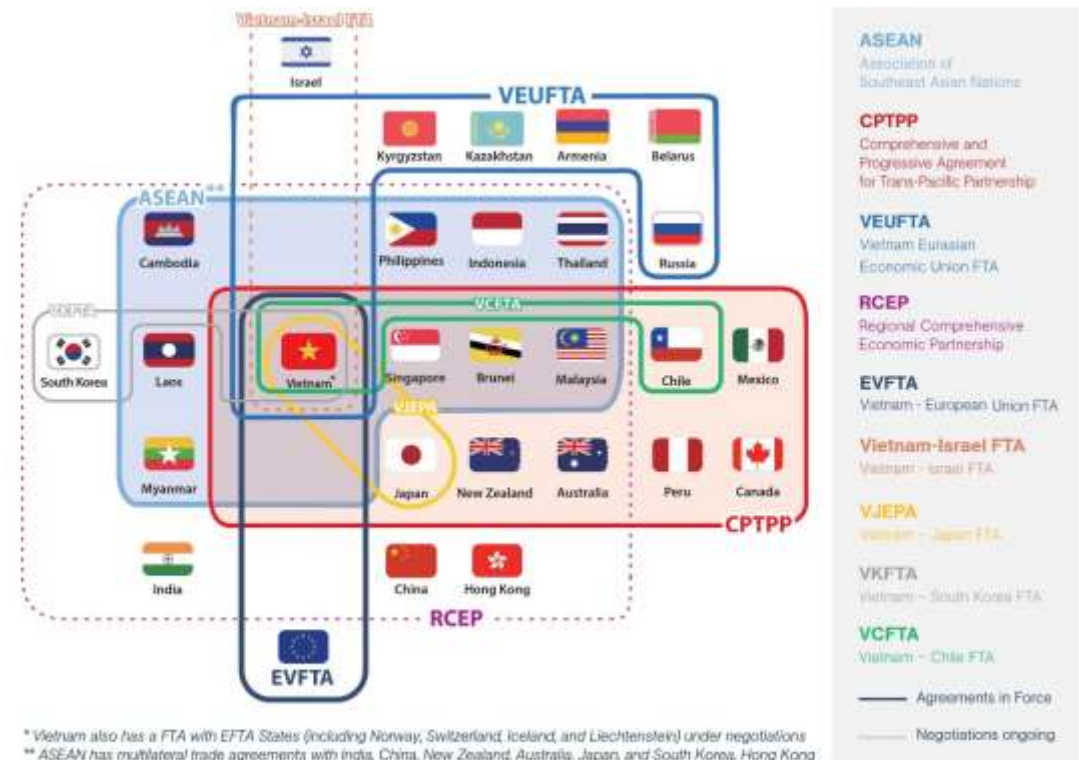 Vietnam-Israel FTA
Israel
VEUFTA
Kyrgyzstan Kazakhstan Armenia Belarus
ASEAN**
Cambodia Philippines Indonesia Thailand Russia
VKFTA VCFTA
South Korea Laos Vietnam* Singapore Brunei Malaysia Chile Mexico
VJEPA
Myanmar Japan New Zealand Australia Peru Canada
CPTPP
India China Hong Kong
RCEP
EVFTA
* Vietnam also has a FTA with EFTA States (including Norway, Switzerland, Iceland, and Liechtenstein) under negotiations
** ASEAN has multilateral trade agreements with India, China, New Zealand, Australia, Japan, and South Korea, Hong Kong
ASEAN
Association of
Southeast Asian Nations
CPTPP
Comprehensive and
Progressive Agreement
for Trans-Pacific Partnership
VEUFTA
Vietnam Eurasian
Economic Union FTA
RCEP
Regional Comprehensive
Economic Partnership
EVFTA
Vietnam - European Union FTA
Vietnam-Israel FTA
Vietnam - Israel FTA
VJEPA
Vietnam - Japan FTA
VKFTA
Vietnam - South Korea FTA
VCFTA
Vietnam - Chile FTA
Agreements in Force
Negotiations ongoing